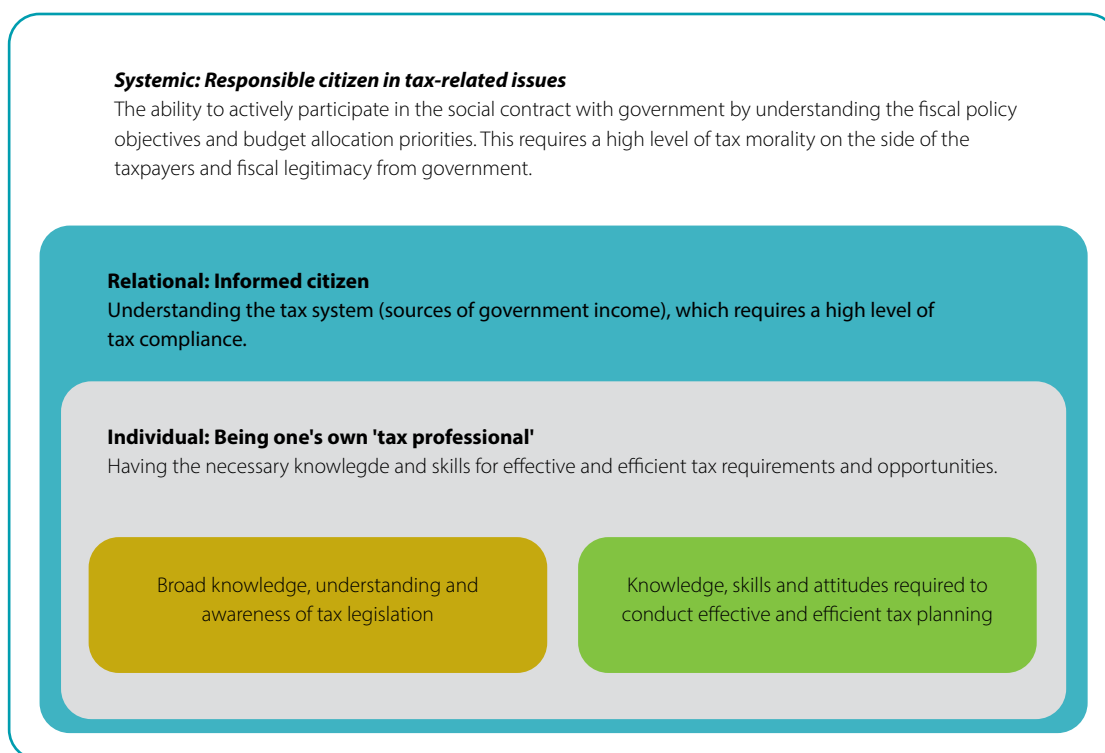 Systemic: Responsible citizen in tax-related issues
The ability to actively participate in the social contract with government by understanding the fiscal policy
objectives and budget allocation priorities. This requires a high level of tax morality on the side of the
taxpayers and fiscal legitimacy from government.
Relational: Informed citizen
Understanding the tax system (sources of government income), which requires a high level of
tax compliance.
Individual: Being one's own 'tax professional'
Having the necessary knowlegde and skills for effective and efficient tax requirements and opportunities.
Broad knowledge, understanding and
awareness of tax legislation
Knowledge, skills and attitudes required to
conduct effective and efficient tax planning